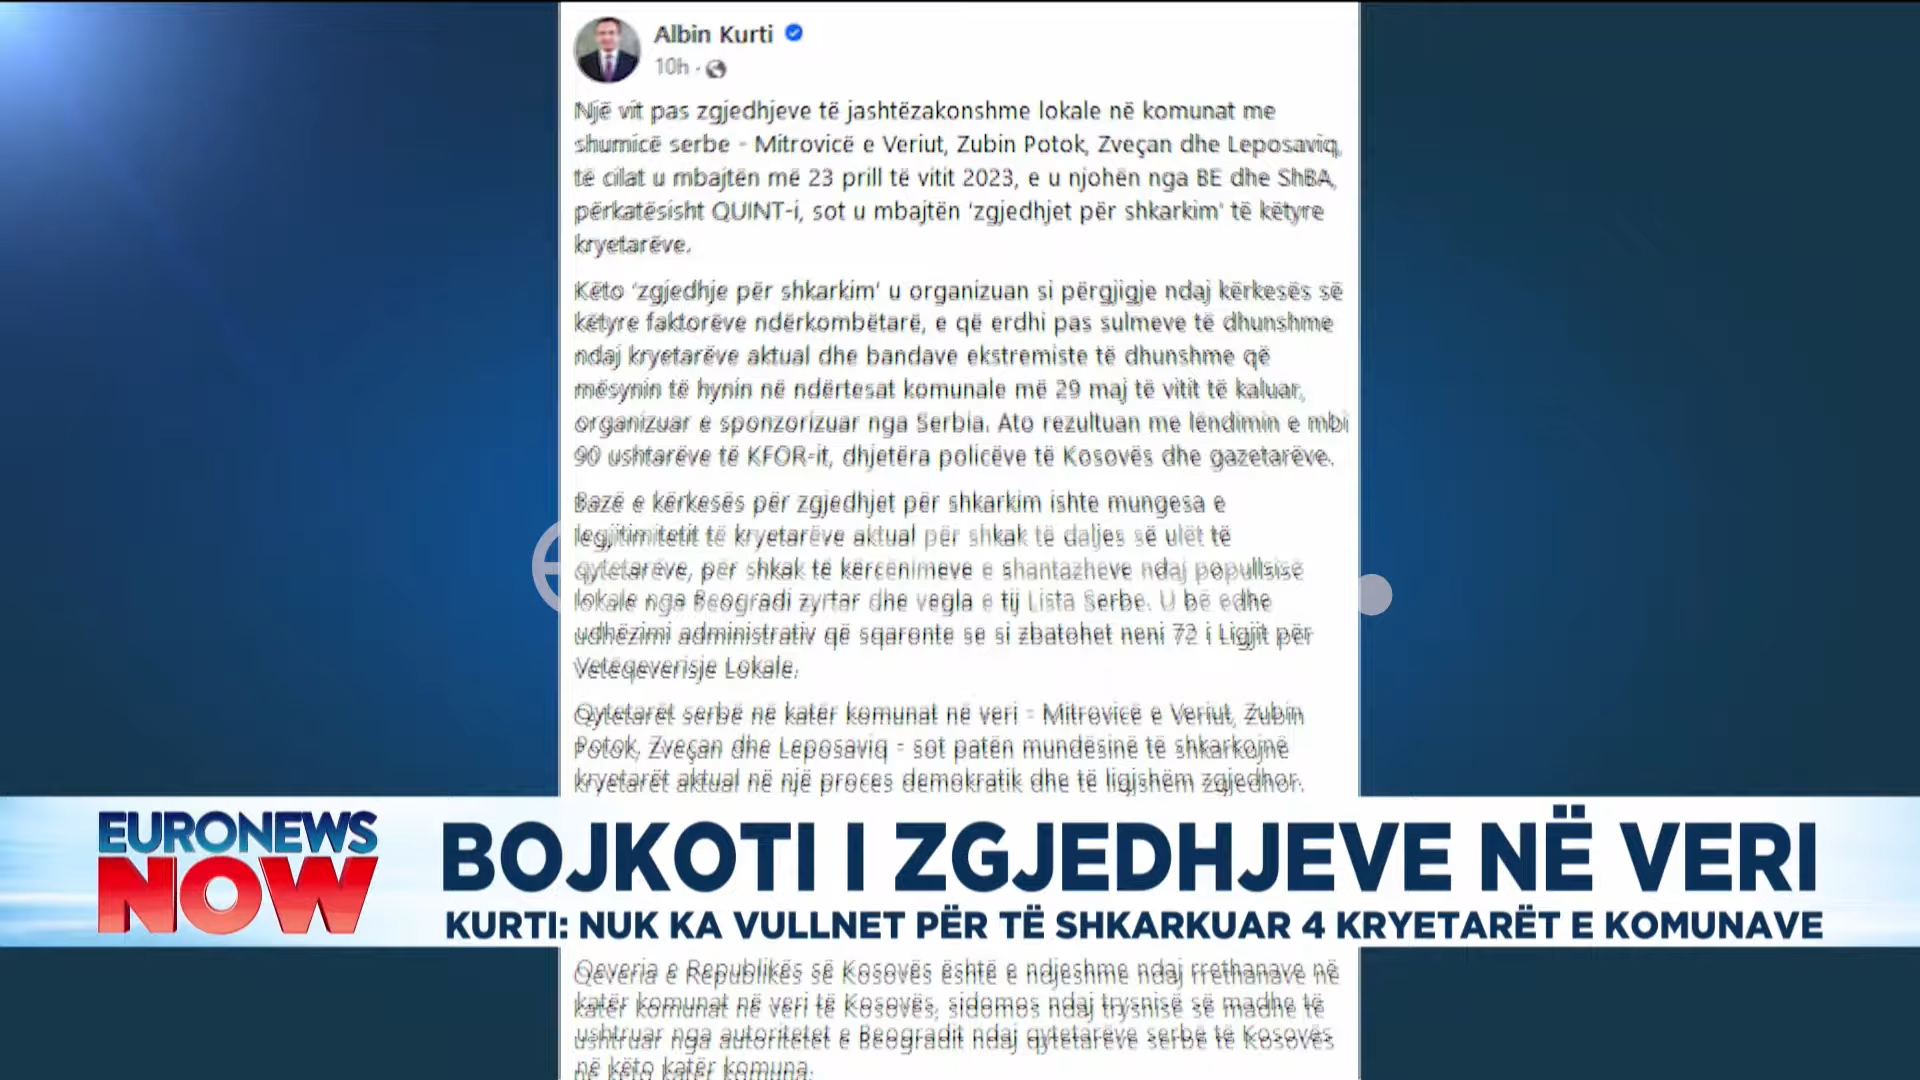 Albin Kurti
10h
Një vit pas zgjedhjeve të jashtëzakonshme lokale në komunat me
shumicë serbe - Mitrovicë e Veriut, Zubin Potok, Zveçan dhe Leposaviq,
të cilat u mbajtën më 23 prill të vitit 2023, e u njohën nga BE dhe ShBA,
përkatësisht QUINT-i, sot u mbajtën 'zgjedhjet për shkarkim' të këtyre
kryetarëve.
Këto 'zgjedhje për shkarkim' u organizuan si përgjigje ndaj kërkesës së
këtyre faktorëve ndërkombëtarë, e që erdhi pas sulmeve të dhunshme
ndaj kryetarëve aktual dhe bandave ekstremiste të dhunshme që
mësynin të hynin në ndërtesat komunale më 29 maj të vitit të kaluar,
organizuar e sponzorizuar nga Serbia. Ato rezultuan me lëndimin e mbi
90 ushtarëve të KFOR-it, dhjetëra policëve të Kosovës dhe gazetarëve.
Bazë e kërkesës për zgjedhjet për shkarkim ishte mungesa e
legjitimitetit të kryetarëve aktual për shkak të daljes së ulët të
qytetarëve, për shkak të kërcënimeve e shantazheve ndaj popullsisë
lokale nga Beogradi zyrtar dhe vegla e tij Lista Serbe. U bë edhe
udhëzimi administrativ që sqaronte se si zbatohet neni 72 i Ligjit për
Vetëqeverisje Lokale.
Qytetarët serbë në katër komunat në veri - Mitrovicë e Veriut, Zubin
Potok, Zveçan dhe Leposaviq - sot patën mundësinë të shkarkojnë
kryetarët aktual në një proces demokratik dhe të ligjshëm zgjedhor.
EURONEWS
NOW
BOJKOTI I ZGJEDHJEVE NË VERI
KURTI: NUK KA VULLNET PËR TË SHKARKUAR 4 KRYETARËT E KOMUNAVE
Qeveria e Republikës së Kosovës është e ndjeshme ndaj rrethanave në
katër komunat në veri të Kosovës, sidomos ndaj trysnisë së madhe të
ushtruar nga autoritetet e Beogradit ndaj qytetarëve serbë të Kosovës
në këto katër komuna.